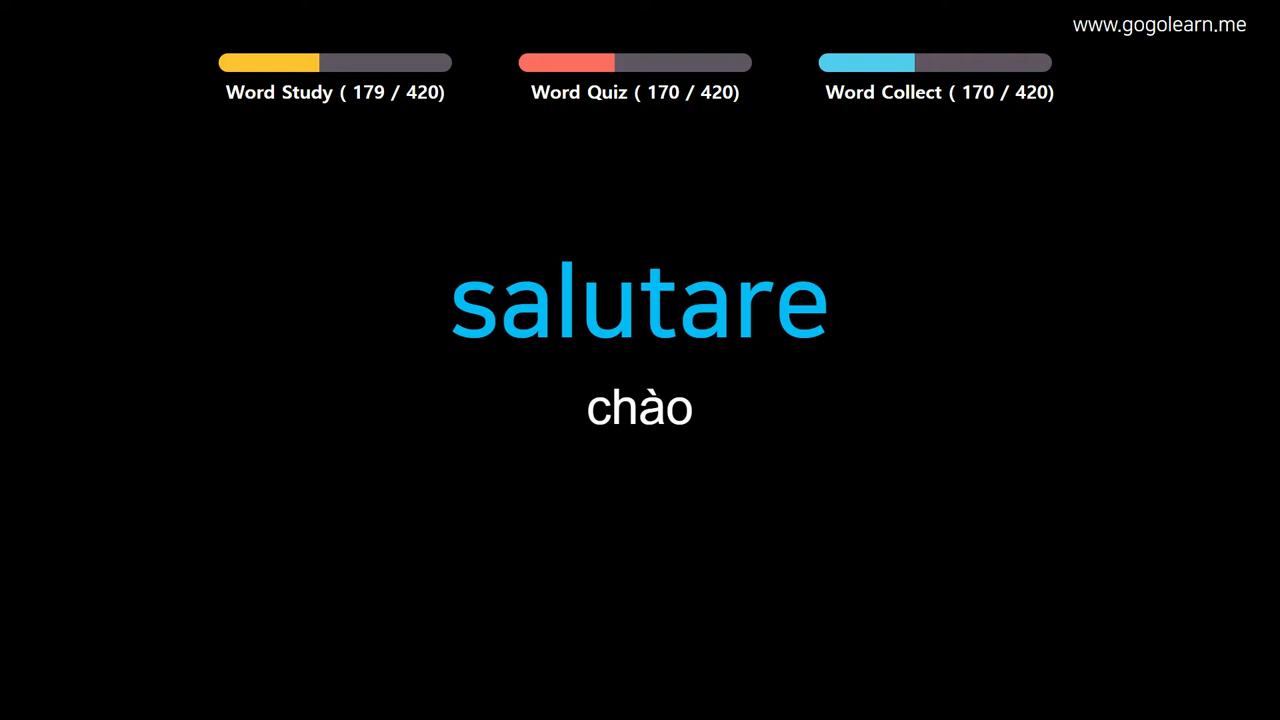 www.gogolearn.me
Word Study ( 179 / 420)
Word Quiz ( 170 / 420)
Word Collect ( 170 / 420)
salutare
chào